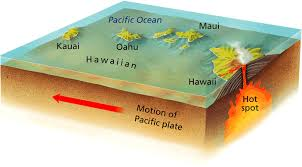 Pacific Ocean
Maui
Kauai
Oahu
Hawaiian
Hawaii
Hot
spot
Motion of
Pacific plate